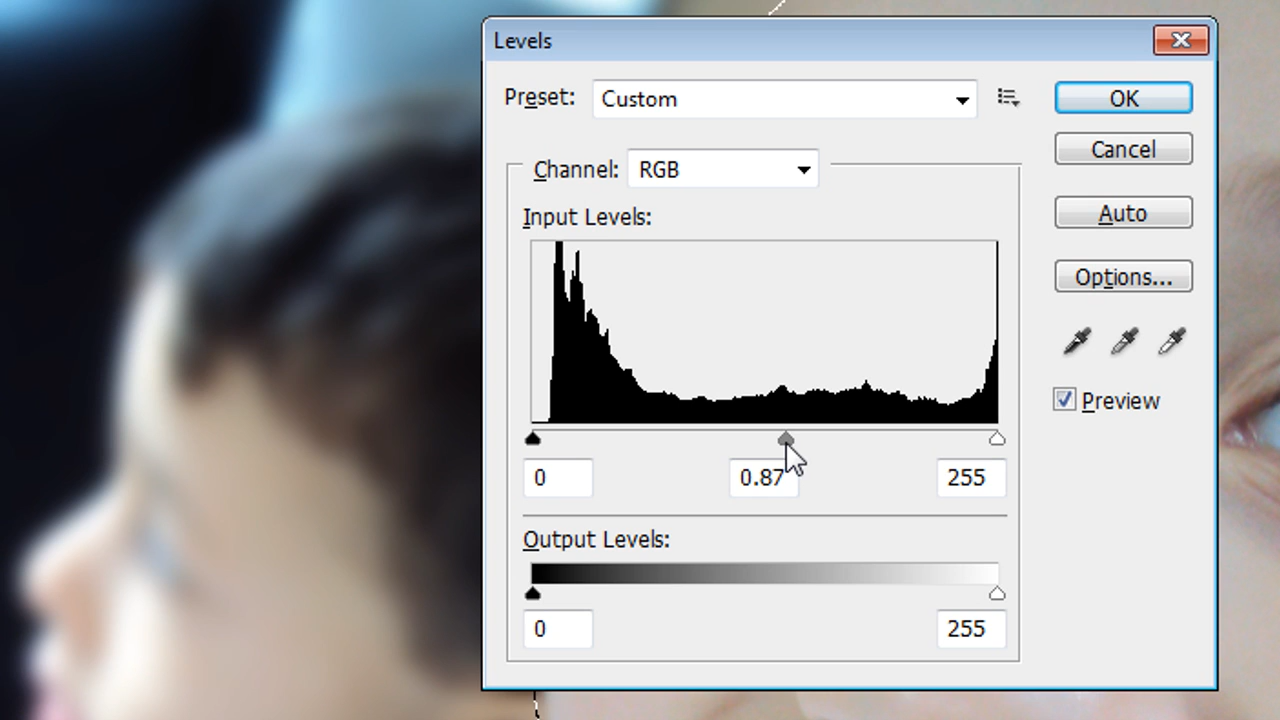 Levels
Preset: Custom
OK
Cancel
Channel: RGB
Auto
Input Levels:
Options...
Preview
0 0.87 255
Output Levels:
0 255